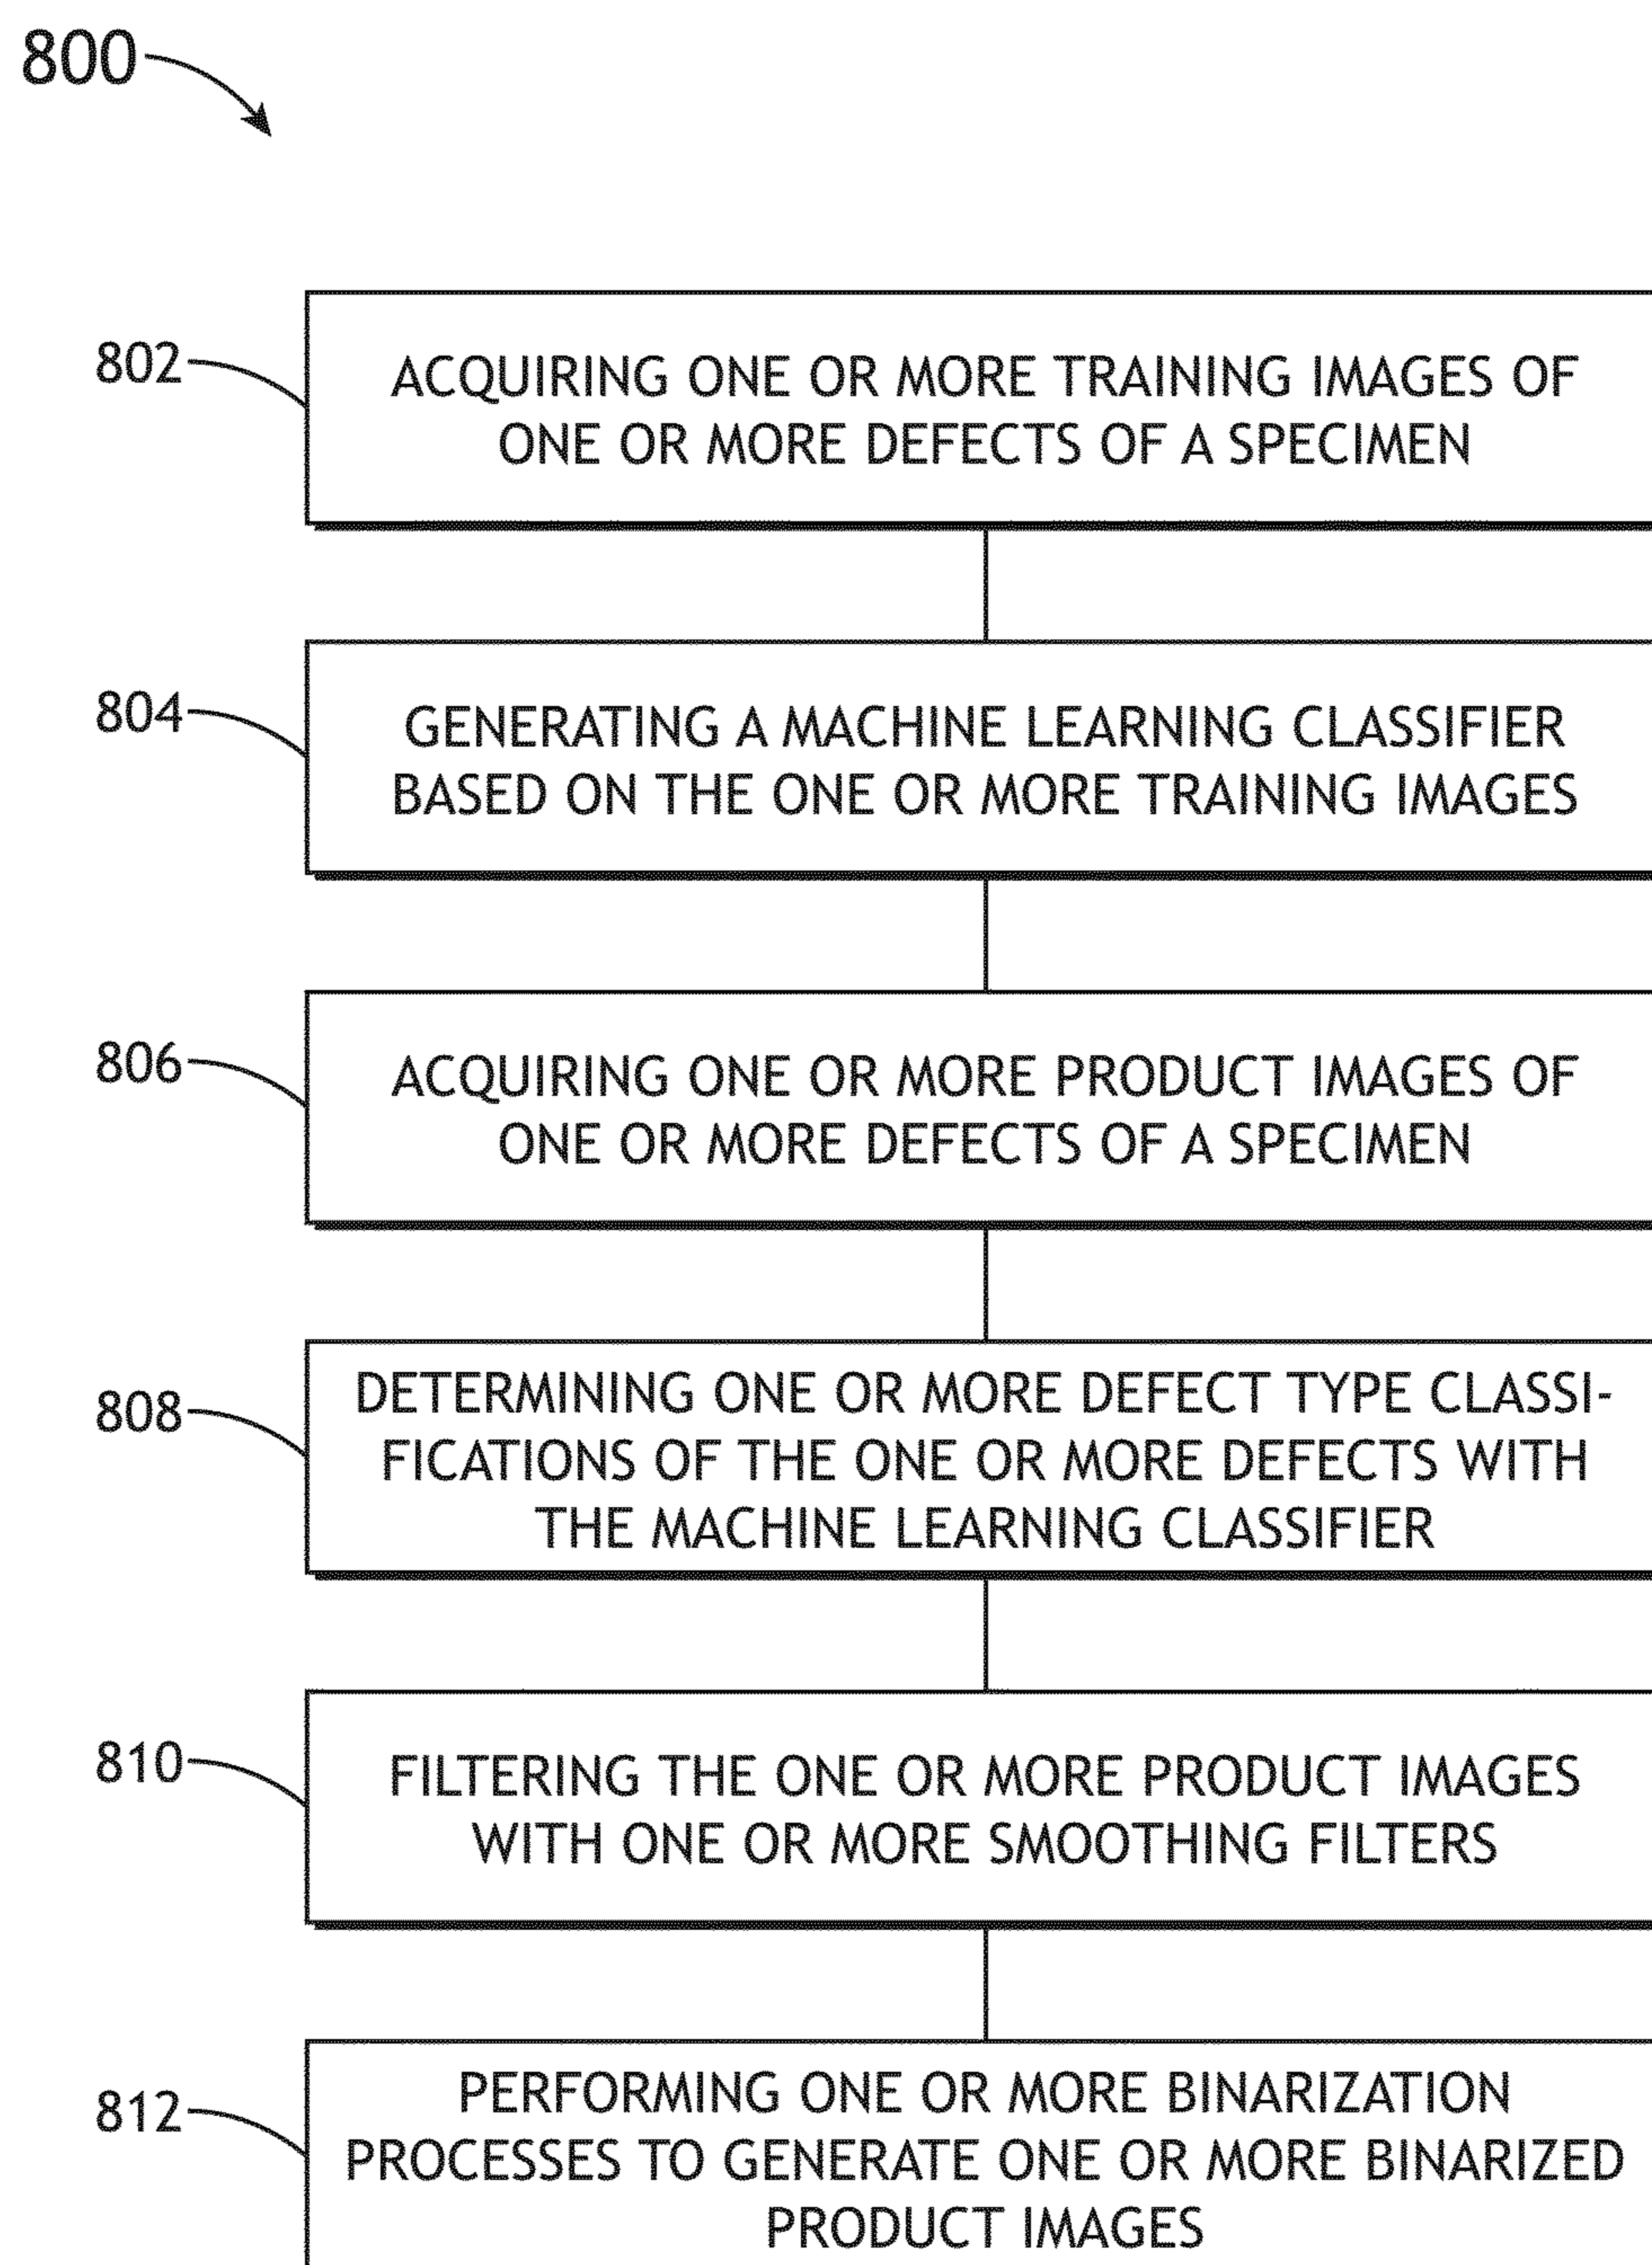 800
802
ACQUIRING ONE OR MORE TRAINING IMAGES OF
ONE OR MORE DEFECTS OF A SPECIMEN
804
GENERATING A MACHINE LEARNING CLASSIFIER
BASED ON THE ONE OR MORE TRAINING IMAGES
806
ACQUIRING ONE OR MORE PRODUCT IMAGES OF
ONE OR MORE DEFECTS OF A SPECIMEN
808
DETERMINING ONE OR MORE DEFECT TYPE CLASSI-
FICATIONS OF THE ONE OR MORE DEFECTS WITH
THE MACHINE LEARNING CLASSIFIER
810
FILTERING THE ONE OR MORE PRODUCT IMAGES
WITH ONE OR MORE SMOOTHING FILTERS
812
PERFORMING ONE OR MORE BINARIZATION
PROCESSES TO GENERATE ONE OR MORE BINARIZED
PRODUCT IMAGES